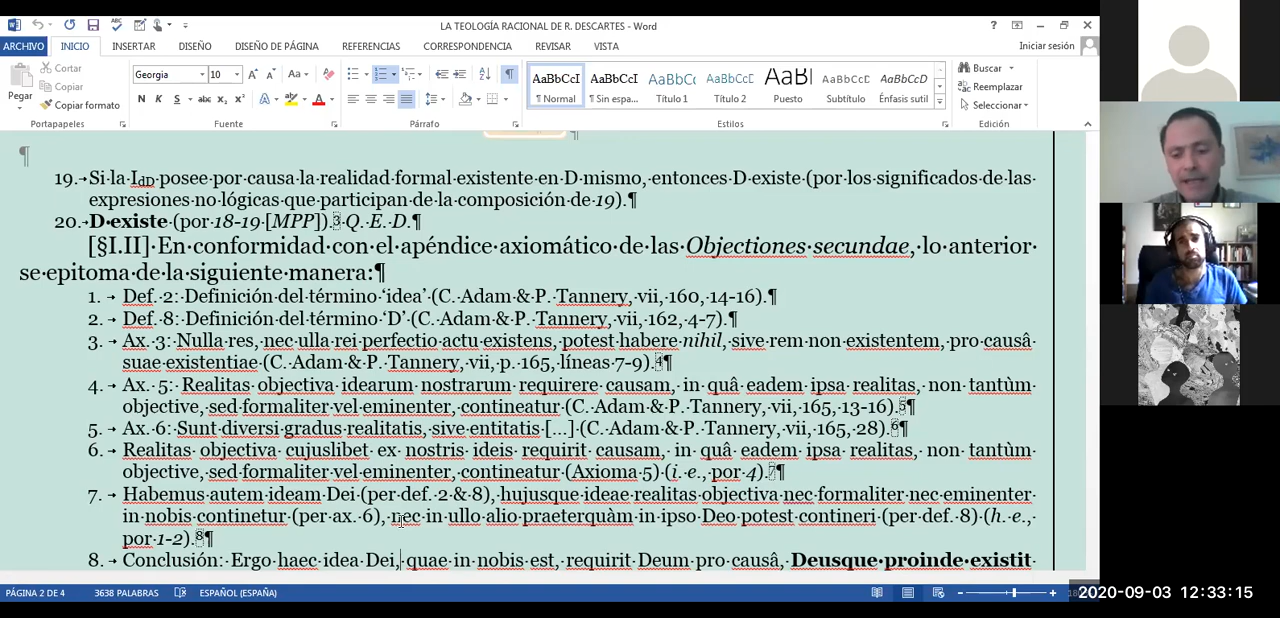 LA TEOLOGÍA RACIONAL DE R. DESCARTES - Word
ARCHIVO INICIO INSERTAR DISEÑO DISEÑO DE PÁGINA REFERENCIAS CORRESPONDENCIA REVISAR VISTA Iniciar sesión
Pegar
Cortar
Copiar
Copiar formato
Portapapeles
Georgia 10
Fuente
Párrafo
AaBbCcI AaBbCcI AaBbC AaBbCcI AaBl AaBbCcD AaBbCcD
¶ Normal ¶ Sin espa... Título 1 Título 2 Puesto Subtítulo Énfasis sutil
Estilos
Buscar
Reemplazar
Seleccionar
Edición
19. Si la IdD posee por causa la realidad formal existente en D mismo, entonces D existe (por los significados de las
expresiones no lógicas que participan de la composición de 19).¶
20. D existe (por 18-19 [MPP]).3 Q. E. D.¶
[§I.II] En conformidad con el apéndice axiomático de las Objectiones secundae, lo anterior
se epitoma de la siguiente manera:¶
1. Def. 2: Definición del término 'idea' (C. Adam & P. Tannery, vii, 160, 14-16).¶
2. Def. 8: Definición del término 'D' (C. Adam & P. Tannery, vii, 162, 4-7).¶
3. Ax. 3: Nulla res, nec ulla rei perfectio actu existens, potest habere nihil, sive rem non existentem, pro causâ
suae existentiae (C. Adam & P. Tannery, vii, p. 165, líneas 7-9).4¶
4. Ax. 5: Realitas objectiva idearum nostrarum requirere causam, in quâ eadem ipsa realitas, non tantùm
objective, sed formaliter vel eminenter, contineatur (C. Adam & P. Tannery, vii, 165, 13-16).5¶
5. Ax. 6: Sunt diversi gradus realitatis, sive entitatis [...] (C. Adam & P. Tannery, vii, 165, 28).6¶
6. Realitas objectiva cujuslibet ex nostris ideis requirit causam, in quâ eadem ipsa realitas, non tantùm
objective, sed formaliter vel eminenter, contineatur (Axioma 5) (i. e., por 4).7¶
7. Habemus autem ideam Dei (per def. 2 & 8), hujusque ideae realitas objectiva nec formaliter nec eminenter
in nobis continetur (per ax. 6), nec in ullo alio praeterquàm in ipso Deo potest contineri (per def. 8) (h. e.,
por 1-2).8¶
8. Conclusión: Ergo haec idea Dei, quae in nobis est, requirit Deum pro causâ, Deusque proinde existit
PÁGINA 2 DE 4 3638 PALABRAS ESPAÑOL (ESPAÑA)
2020-09-03 12:33:15